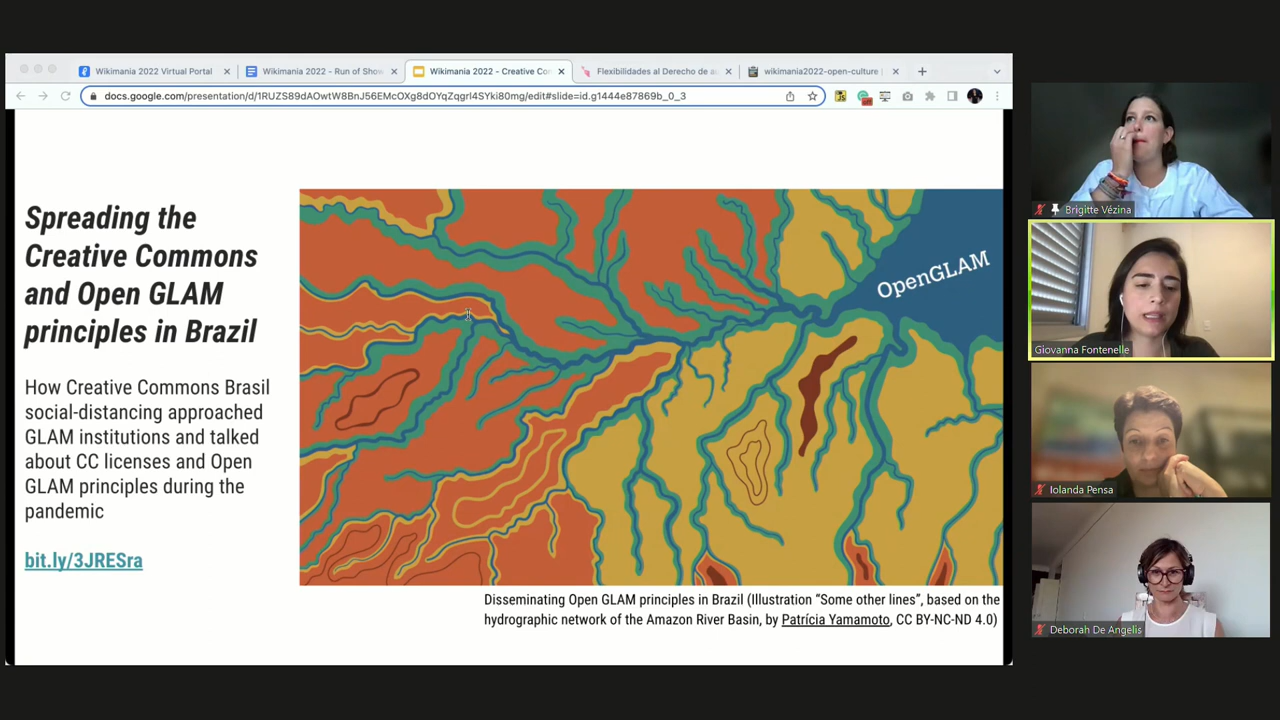 Wikimania 2022 Virtual Portal
Wikimania 2022 - Run of Show
Wikimania 2022 - Creative Co
Flexibilidades al Derecho de a
wikimania2022-open-culture
docs.google.com/presentation/d/1RUZS89dAOwtW8BnJ56EMcOXg8dOYqZqgrl4SYki80mg/edit#slide=id.g1444e87869b_0_3
Spreading the
Creative Commons
and Open GLAM
principles in Brazil
How Creative Commons Brasil
social-distancing approached
GLAM institutions and talked
about CC licenses and Open
GLAM principles during the
pandemic
bit.ly/3JRESra
OpenGLAM
Disseminating Open GLAM principles in Brazil (Illustration “Some other lines”, based on the
hydrographic network of the Amazon River Basin, by Patrícia Yamamoto, CC BY-NC-ND 4.0)
Brigitte Vézina
Giovanna Fontenelle
Iolanda Pensa
Deborah De Angelis